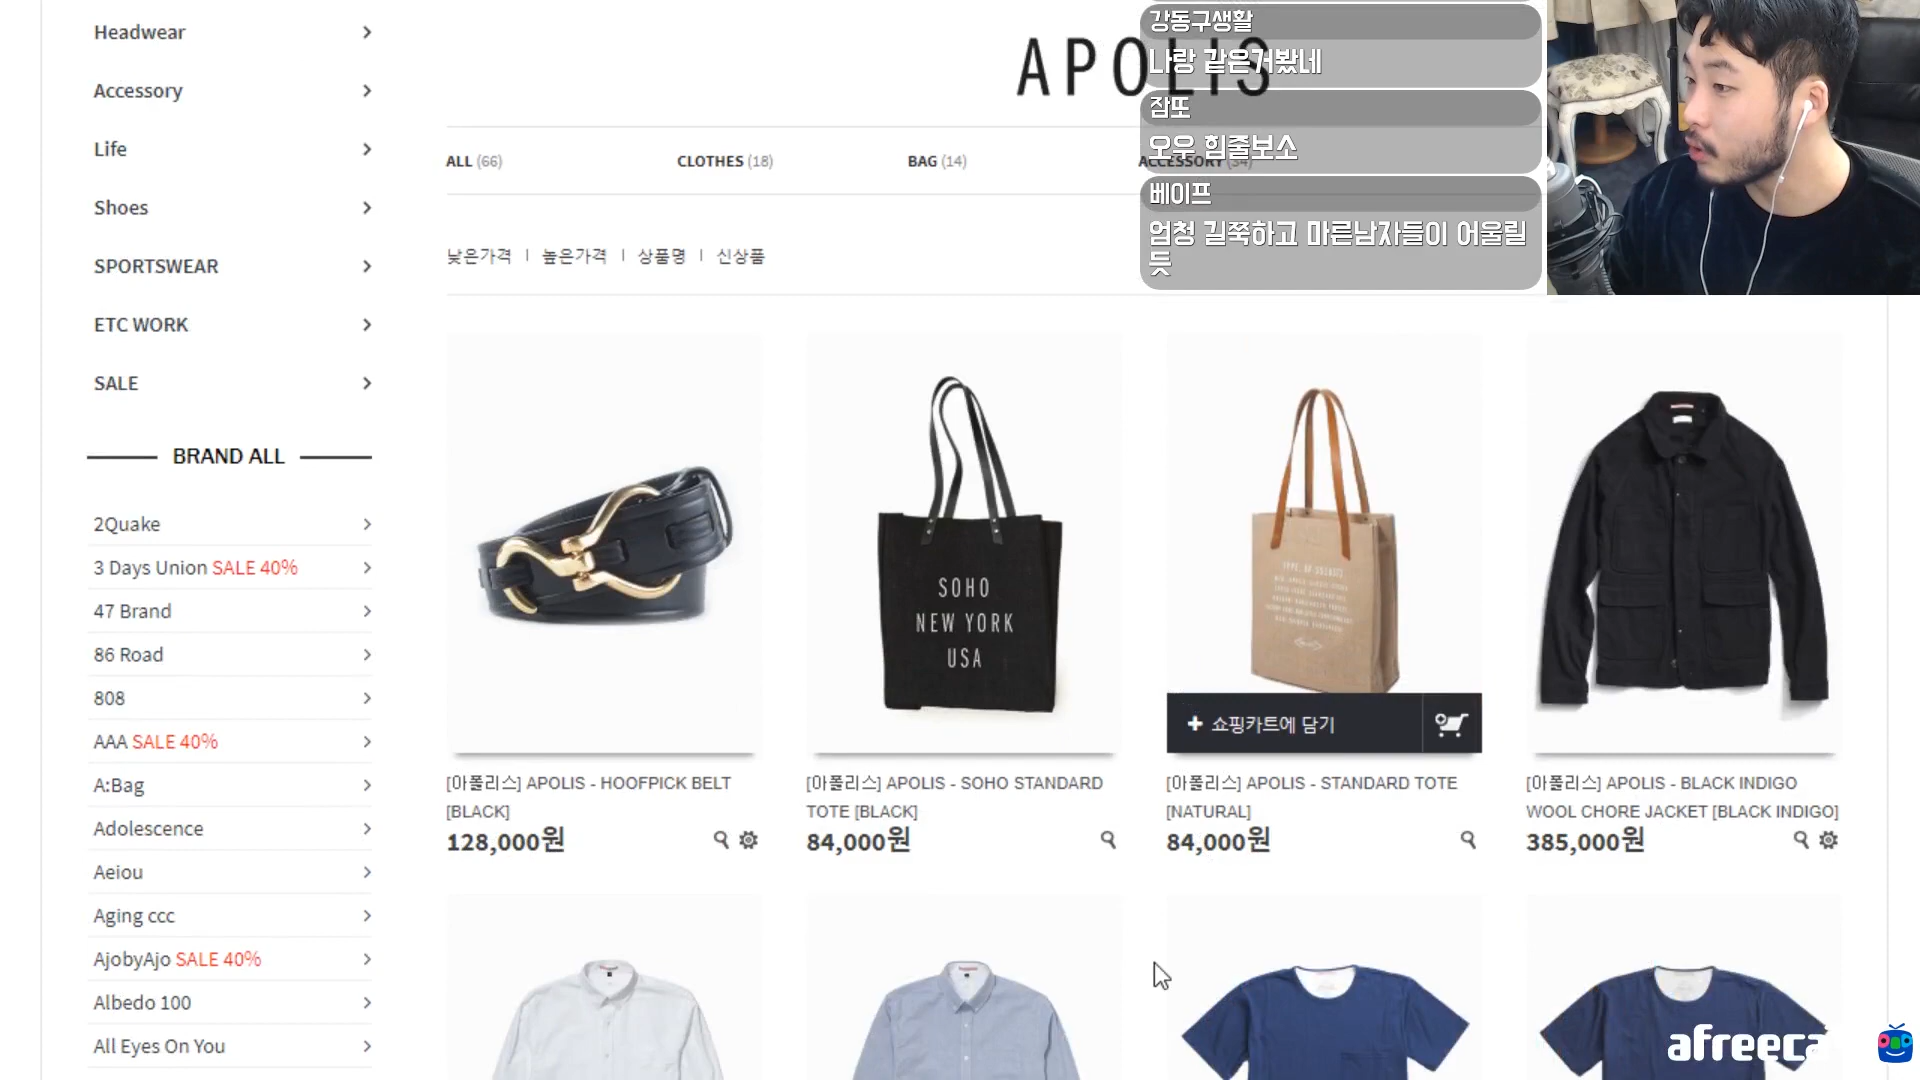 Headwear
Accessory
Life
Shoes
SPORTSWEAR
ETC WORK
SALE
BRAND ALL
2Quake
3 Days Union SALE 40%
47 Brand
86 Road
808
AAA SALE 40%
A:Bag
Adolescence
Aeiou
Aging ccc
AjobyAjo SALE 40%
Albedo 100
All Eyes On You
APOLIS
ALL (66)
CLOTHES (18)
BAG (14)
ACCESSORY (34)
낮은가격 | 높은가격 | 상품명 | 신상품
강동구생활
나랑 같은거봤네
잠또
오우 힘줄보소
베이프
엄청 길쭉하고 마른남자들이 어울릴
듯
SOHO
NEW YORK
USA
+ 쇼핑카트에 담기
[아폴리스] APOLIS - HOOFPICK BELT
[BLACK]
128,000원
[아폴리스] APOLIS - SOHO STANDARD
TOTE [BLACK]
84,000원
[아폴리스] APOLIS - STANDARD TOTE
[NATURAL]
84,000원
[아폴리스] APOLIS - BLACK INDIGO
WOOL CHORE JACKET [BLACK INDIGO]
385,000원
afreeca